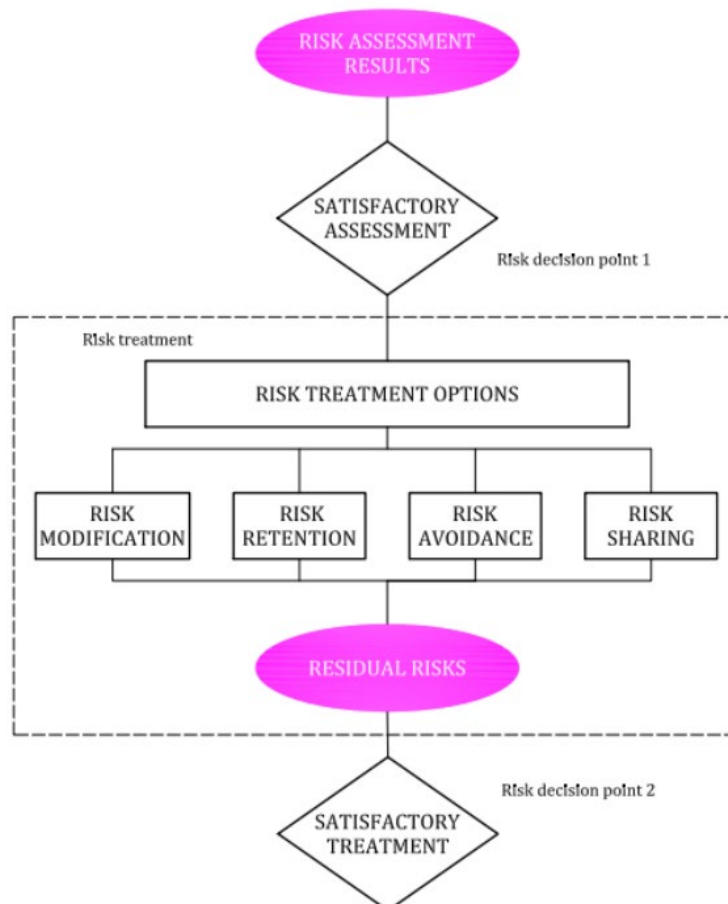 RISK ASSESSMENT
RESULTS
SATISFACTORY
ASSESSMENT
Risk decision point 1
Risk treatment
RISK TREATMENT OPTIONS
RISK
MODIFICATION
RISK
RETENTION
RISK
AVOIDANCE
RISK
SHARING
RESIDUAL RISKS
Risk decision point 2
SATISFACTORY
TREATMENT